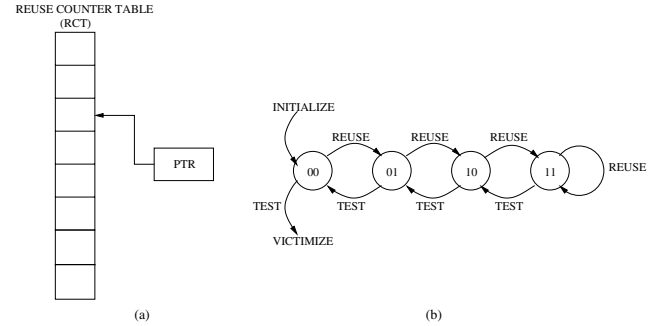 REUSE COUNTER TABLE
(RCT)
PTR
(a)
INITIALIZE
REUSE REUSE REUSE
00 01 10 11 REUSE
TEST TEST TEST TEST
VICTIMIZE
(b)